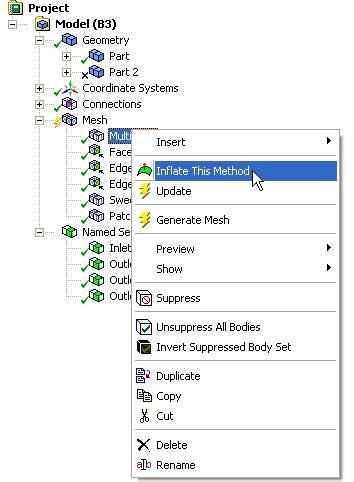 Project
Model (B3)
Geometry
Part
Part 2
Coordinate Systems
Connections
Mesh
Multi
Face
Edge
Edge
Swee
Patc
Named Se
Inlet
Outle
Outle
Outle
Insert
Inflate This Method
Update
Generate Mesh
Preview
Show
Suppress
Unsuppress All Bodies
Invert Suppressed Body Set
Duplicate
Copy
Cut
Delete
Rename